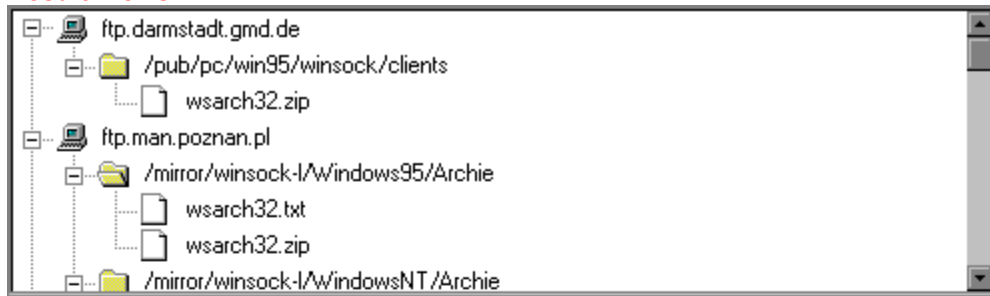 ftp.darmstadt.gmd.de
/pub/pc/win95/winsock/clients
wsarch32.zip
ftp.man.poznan.pl
/mirror/winsock-l/Windows95/Archie
wsarch32.txt
wsarch32.zip
/mirror/winsock-l/WindowsNT/Archie